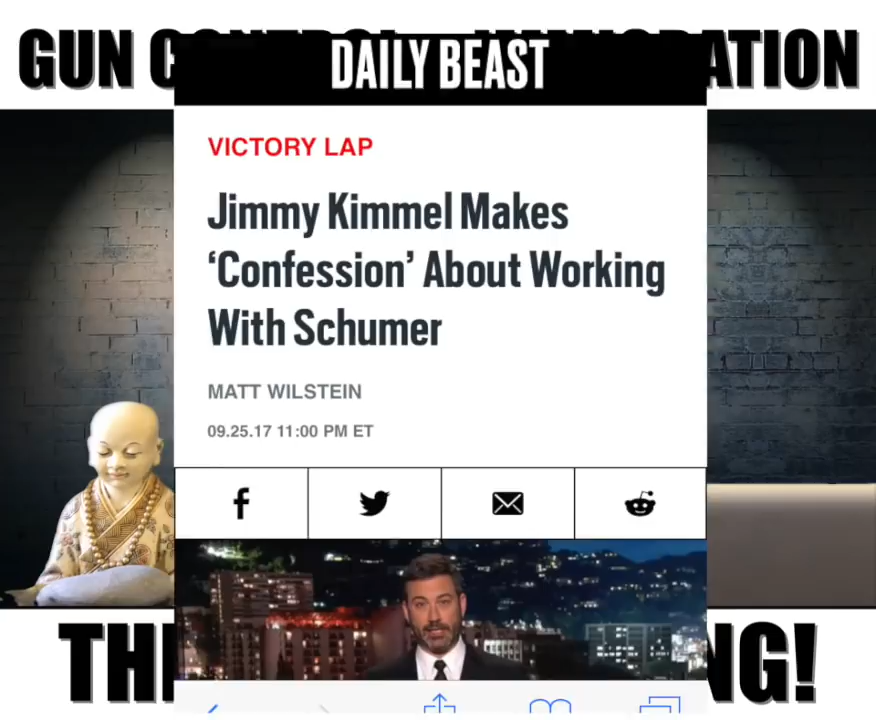 GUN
ATION
DAILY BEAST
VICTORY LAP
Jimmy Kimmel Makes
‘Confession’ About Working
With Schumer
MATT WILSTEIN
09.25.17 11:00 PM ET
f
NG!